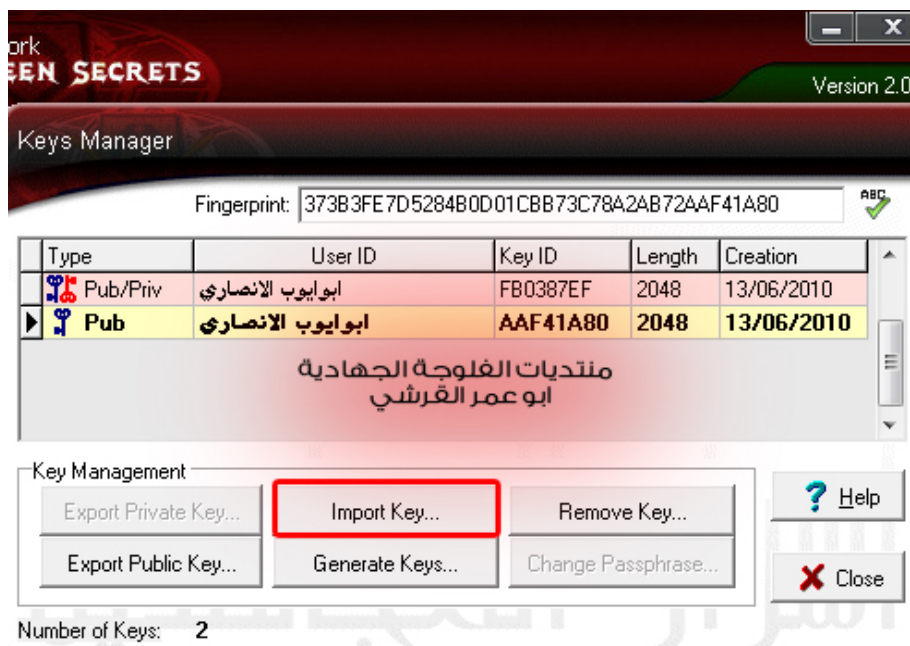 ork
EEN SECRETS
Version 2.0
Keys Manager
Fingerprint: 373B3FE7D5284B0D01CBB73C78A2AB72AAF41A80
ABC
Type User ID Key ID Length Creation
Pub/Priv ابوايوب الانصاري FB0387EF 2048 13/06/2010
Pub ابوايوب الانصاري AAF41A80 2048 13/06/2010
منتديات الفلوجة الجهادية
ابو عمر القرشي
Key Management
Export Private Key... Import Key... Remove Key... Help
Export Public Key... Generate Keys... Change Passphrase... Close
Number of Keys: 2